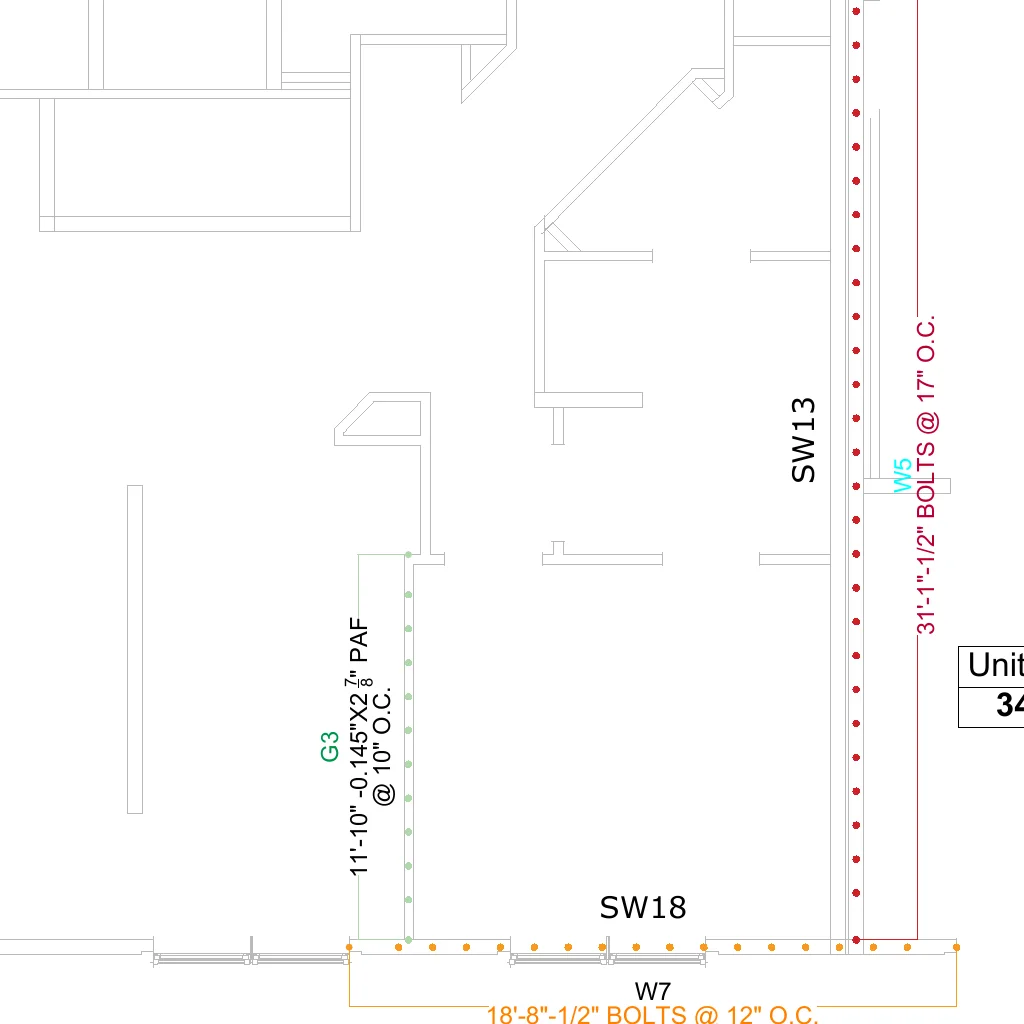 SW13
W5
31'-1"-1/2" BOLTS @ 17" O.C.
Unit
34
G3
11'-10" -0.145"X2 7/8" PAF
@ 10" O.C.
SW18
W7
18'-8"-1/2" BOLTS @ 12" O.C.